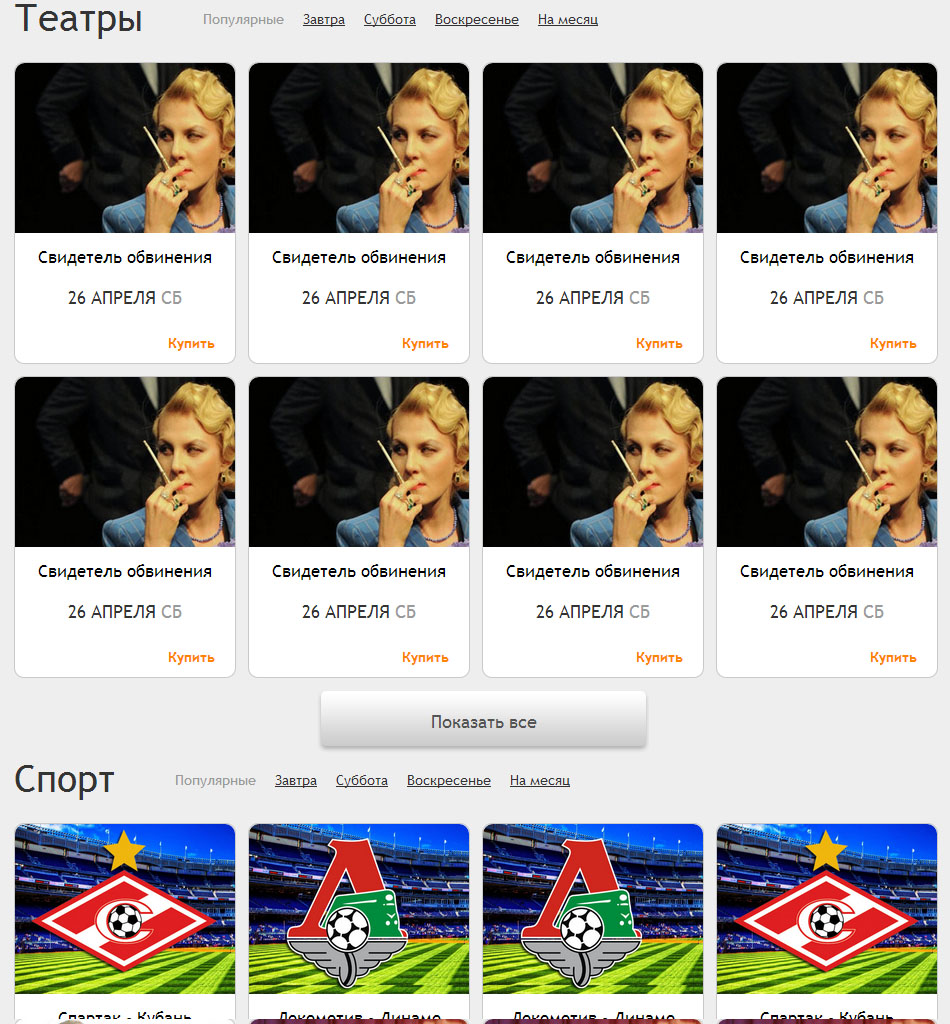 Театры Популярные Завтра Суббота Воскресенье На месяц
Свидетель обвинения Свидетель обвинения Свидетель обвинения Свидетель обвинения
26 АПРЕЛЯ СБ 26 АПРЕЛЯ СБ 26 АПРЕЛЯ СБ 26 АПРЕЛЯ СБ
Купить Купить Купить Купить
Свидетель обвинения Свидетель обвинения Свидетель обвинения Свидетель обвинения
26 АПРЕЛЯ СБ 26 АПРЕЛЯ СБ 26 АПРЕЛЯ СБ 26 АПРЕЛЯ СБ
Купить Купить Купить Купить
Показать все
Спорт Популярные Завтра Суббота Воскресенье На месяц
Спартак - Кубань Локомотив - Динамо Локомотив - Динамо Спартак - Кубань